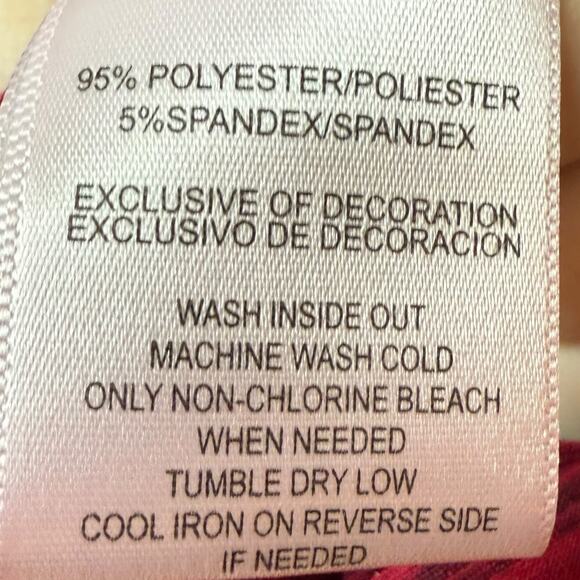 95% POLYESTER/POLIESTER
5%SPANDEX/SPANDEX
EXCLUSIVE OF DECORATION
EXCLUSIVO DE DECORACION
WASH INSIDE OUT
MACHINE WASH COLD
ONLY NON-CHLORINE BLEACH
WHEN NEEDED
TUMBLE DRY LOW
COOL IRON ON REVERSE SIDE
IF NEEDED